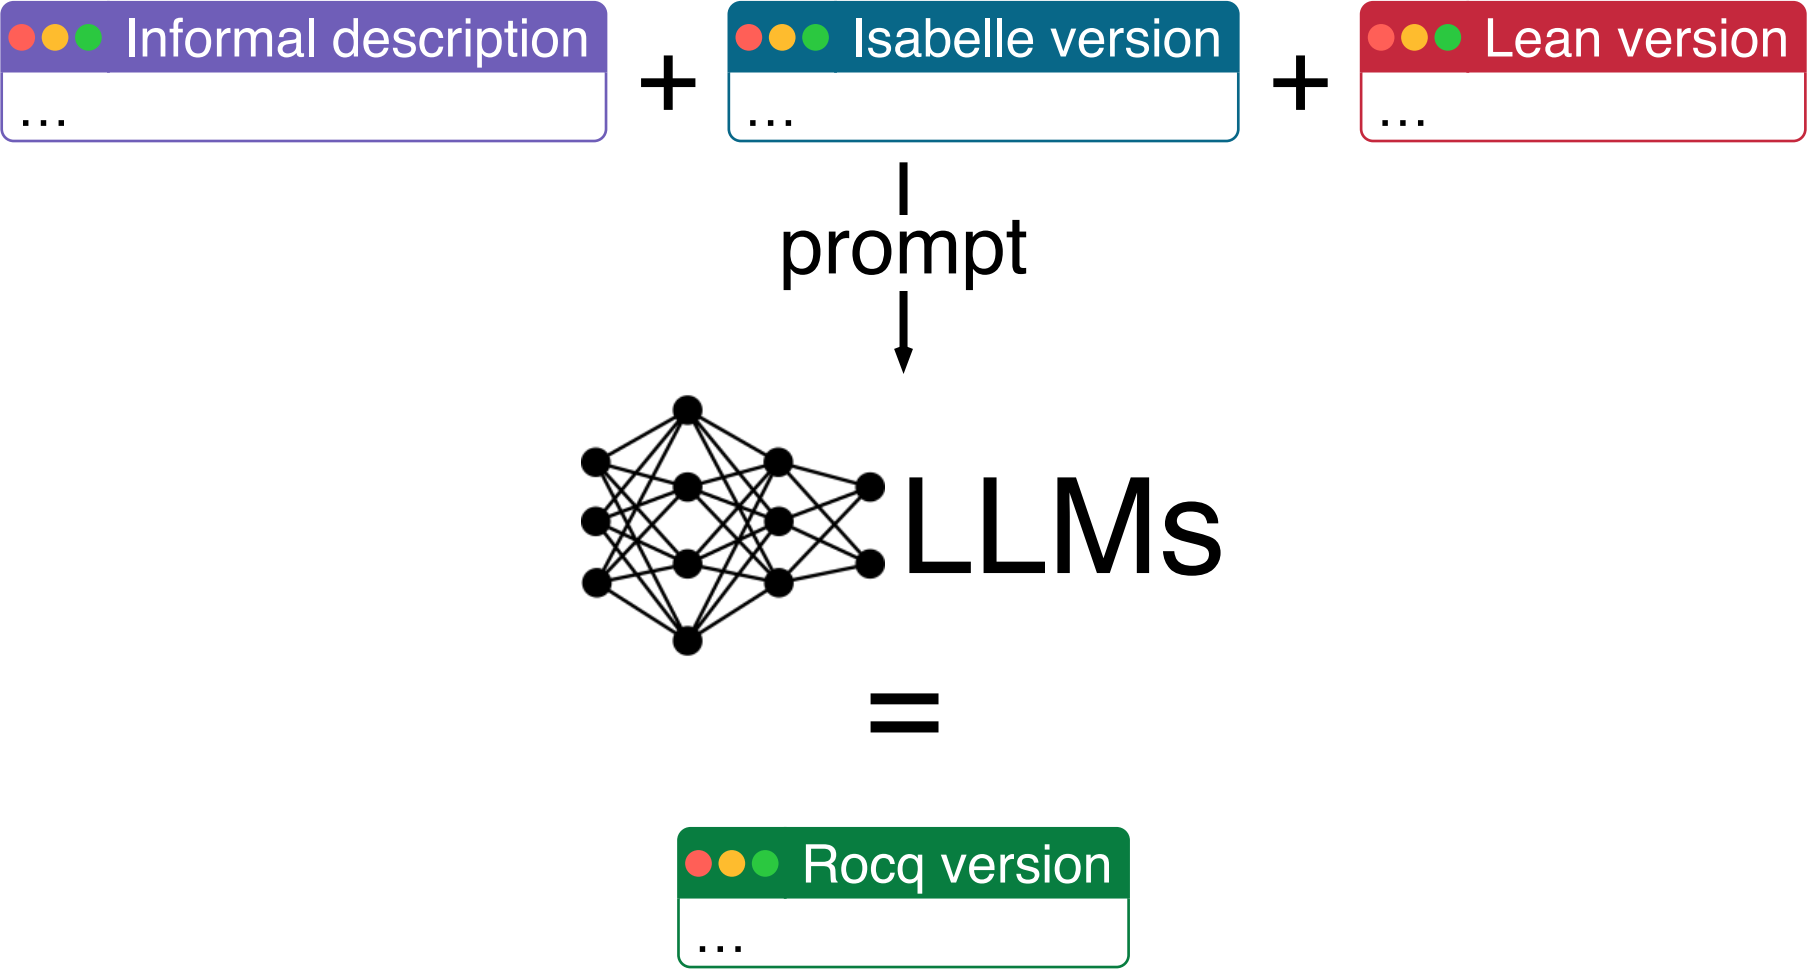 Informal description + Isabelle version + Lean version
... ... ...
prompt
LLMs
=
Rocq version
...